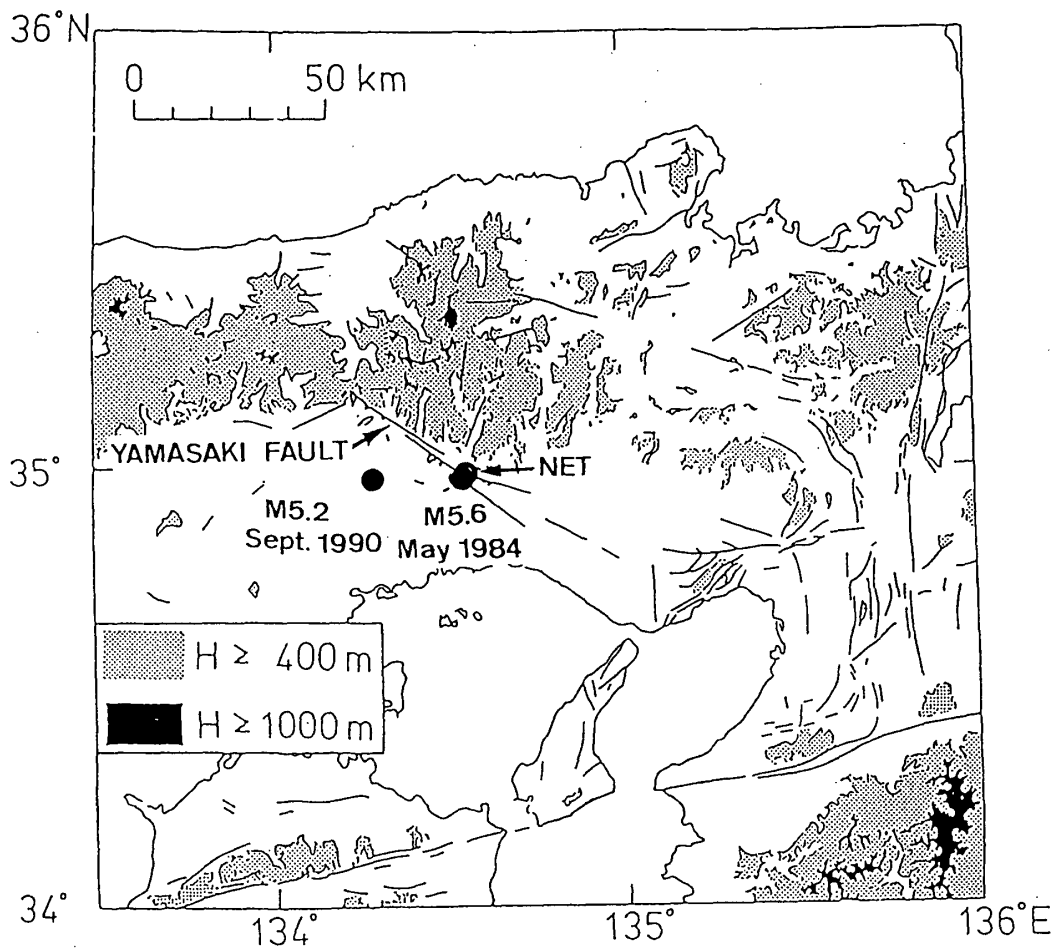 36°N
0 50 km
YAMASAKI FAULT
NET
35°
M5.2
Sept. 1990
M5.6
May 1984
H ≥ 400 m
H ≥ 1000 m
34°
134° 135° 136°E